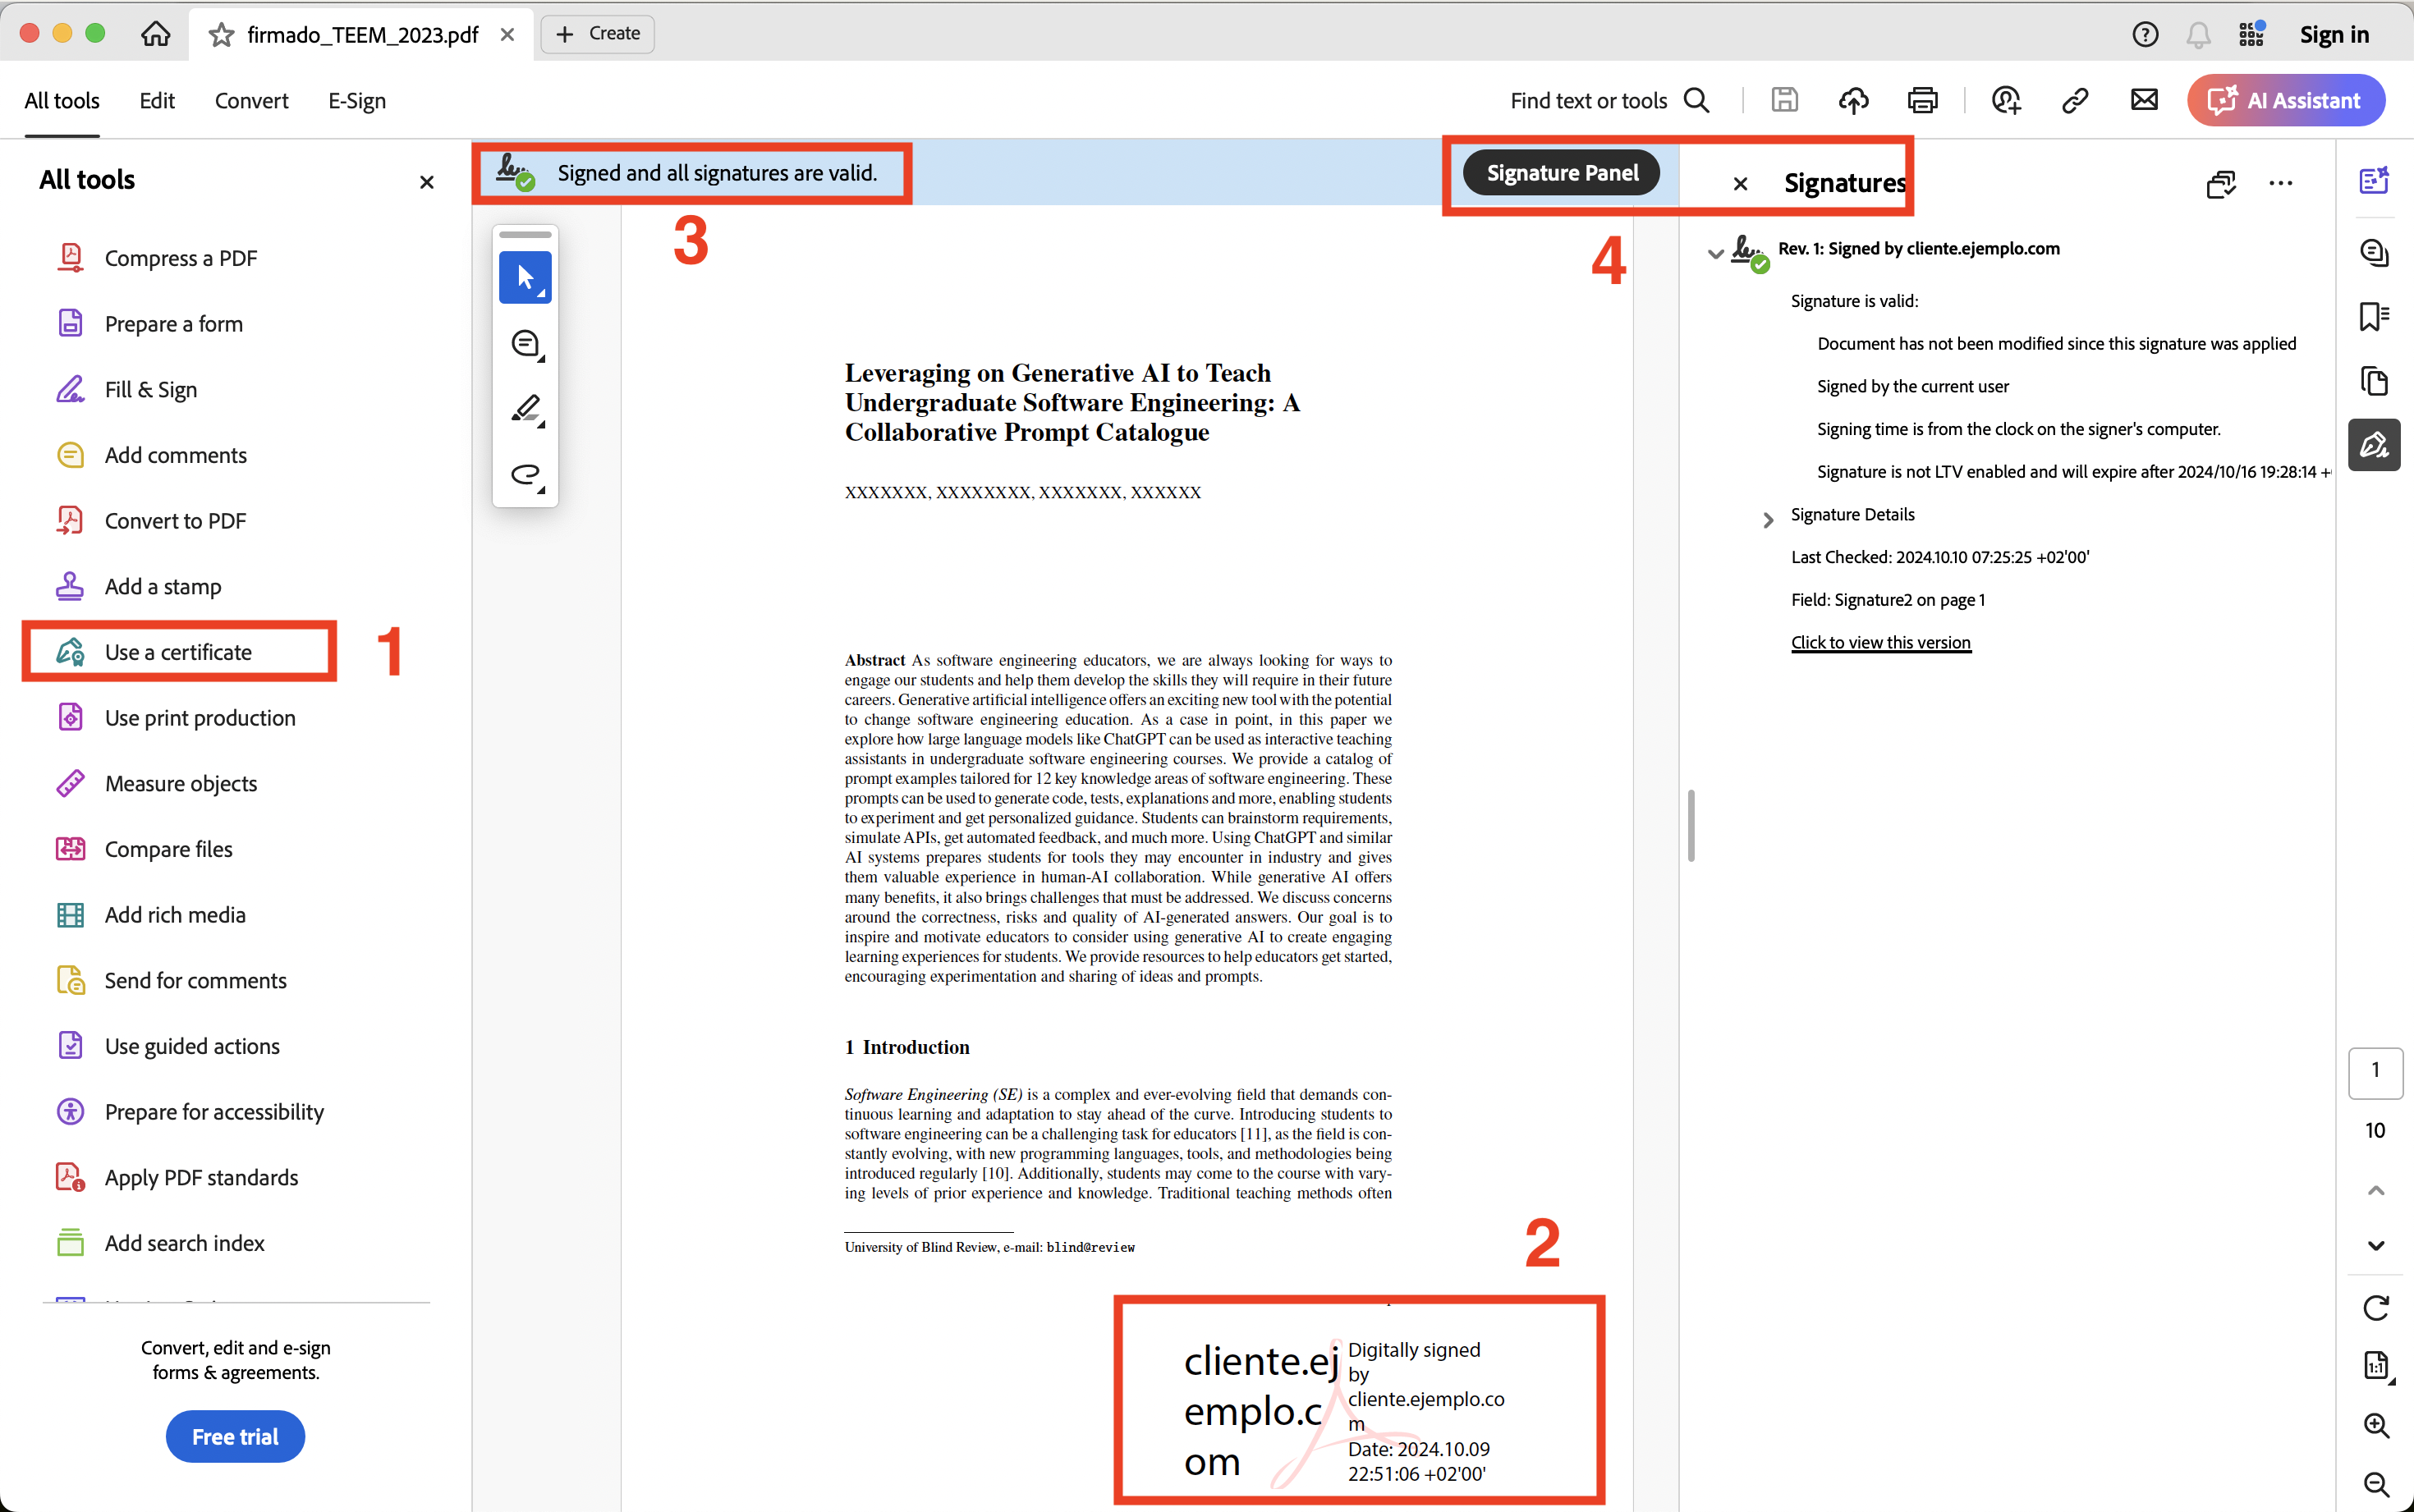 firmado_TEEM_2023.pdf
Create
Sign in
All tools
Edit
Convert
E-Sign
Find text or tools
AI Assistant
All tools
Compress a PDF
Prepare a form
Fill & Sign
Add comments
Convert to PDF
Add a stamp
Use a certificate
1
Use print production
Measure objects
Compare files
Add rich media
Send for comments
Use guided actions
Prepare for accessibility
Apply PDF standards
Add search index
Convert, edit and e-sign
forms & agreements.
Free trial
Signed and all signatures are valid.
3
Signature Panel
4
Leveraging on Generative AI to Teach
Undergraduate Software Engineering: A
Collaborative Prompt Catalogue
XXXXXXX, XXXXXXXX, XXXXXXX, XXXXXX
Abstract As software engineering educators, we are always looking for ways to
engage our students and help them develop the skills they will require in their future
careers. Generative artificial intelligence offers an exciting new tool with the potential
to change software engineering education. As a case in point, in this paper we
explore how large language models like ChatGPT can be used as interactive teaching
assistants in undergraduate software engineering courses. We provide a catalog of
prompt examples tailored for 12 key knowledge areas of software engineering. These
prompts can be used to generate code, tests, explanations and more, enabling students
to experiment and get personalized guidance. Students can brainstorm requirements,
simulate APIs, get automated feedback, and much more. Using ChatGPT and similar
AI systems prepares students for tools they may encounter in industry and gives
them valuable experience in human-AI collaboration. While generative AI offers
many benefits, it also brings challenges that must be addressed. We discuss concerns
around the correctness, risks and quality of AI-generated answers. Our goal is to
inspire and motivate educators to consider using generative AI to create engaging
learning experiences for students. We provide resources to help educators get started,
encouraging experimentation and sharing of ideas and prompts.
1 Introduction
Software Engineering (SE) is a complex and ever-evolving field that demands con-
tinuous learning and adaptation to stay ahead of the curve. Introducing students to
software engineering can be a challenging task for educators [11], as the field is con-
stantly evolving, with new programming languages, tools, and methodologies being
introduced regularly [10]. Additionally, students may come to the course with vary-
ing levels of prior experience and knowledge. Traditional teaching methods often
University of Blind Review, e-mail: blind@review
2
cliente.ej
emplo.c
om
Digitally signed
by
cliente.ejemplo.co
m
Date: 2024.10.09
22:51:06 +02'00'
Signatures
Rev. 1: Signed by cliente.ejemplo.com
Signature is valid:
Document has not been modified since this signature was applied
Signed by the current user
Signing time is from the clock on the signer's computer.
Signature is not LTV enabled and will expire after 2024/10/16 19:28:14 +
Signature Details
Last Checked: 2024.10.10 07:25:25 +02'00'
Field: Signature2 on page 1
Click to view this version
1
10
1:1